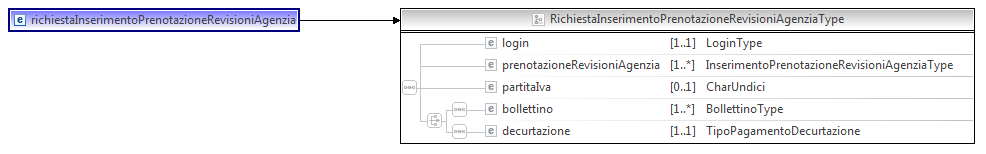 richiestaInserimentoPrenotazioneRevisioniAgenzia
RichiestaInserimentoPrenotazioneRevisioniAgenziaType
login [1..1] LoginType
prenotazioneRevisioniAgenzia [1..*] InserimentoPrenotazioneRevisioniAgenziaType
partitaIva [0..1] CharUndici
bollettino [1..*] BollettinoType
decurtazione [1..1] TipoPagamentoDecurtazione